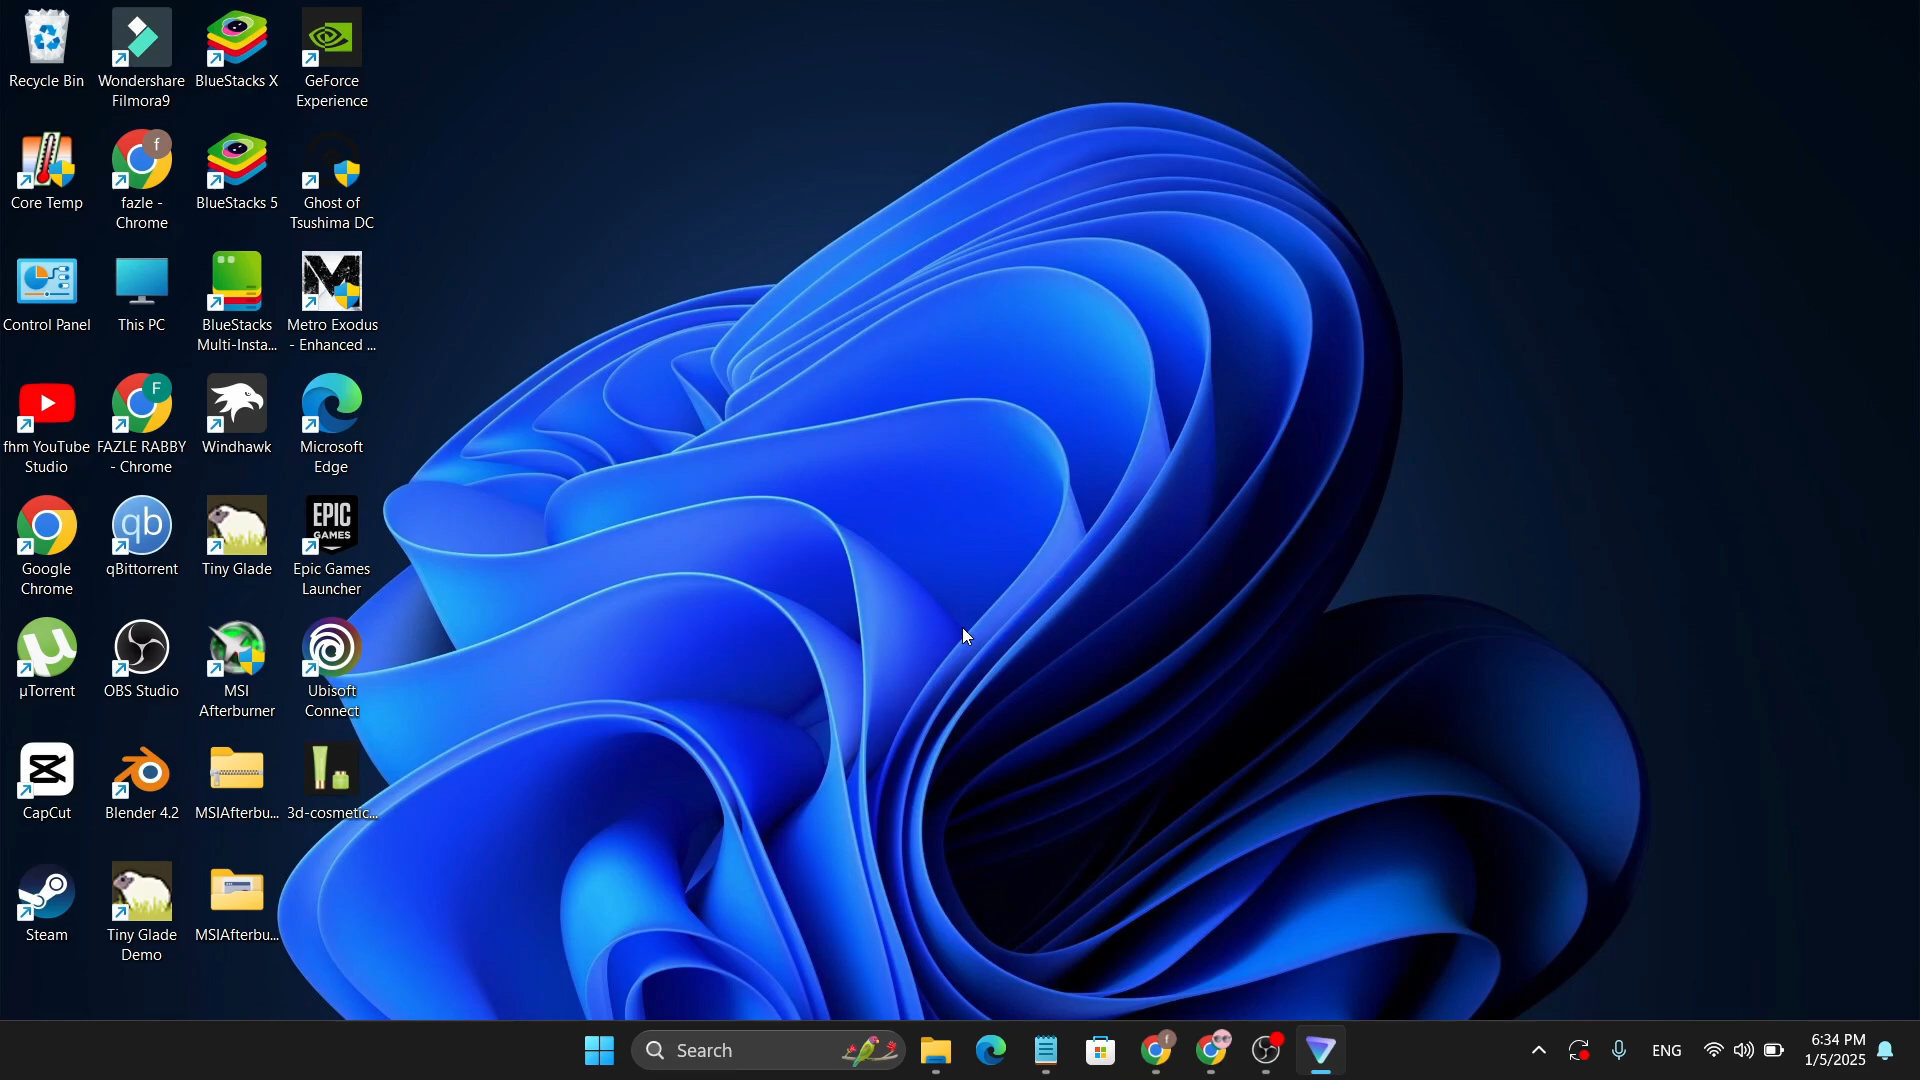 Recycle Bin
Wondershare
Filmora9
BlueStacks X
GeForce
Experience
Core Temp
f
fazle -
Chrome
BlueStacks 5
Ghost of
Tsushima DC
Control Panel
This PC
BlueStacks
Multi-Insta...
Metro Exodus
- Enhanced ...
fhm YouTube
Studio
F
FAZLE RABBY
- Chrome
Windhawk
Microsoft
Edge
Google
Chrome
qb
qBittorrent
Tiny Glade
EPIC
GAMES
Epic Games
Launcher
µTorrent
OBS Studio
MSI
Afterburner
Ubisoft
Connect
CapCut
Blender 4.2
MSIAfterbu...
3d-cosmetic...
Steam
Tiny Glade
Demo
MSIAfterbu...
Search
f
ENG
6:34 PM
1/5/2025